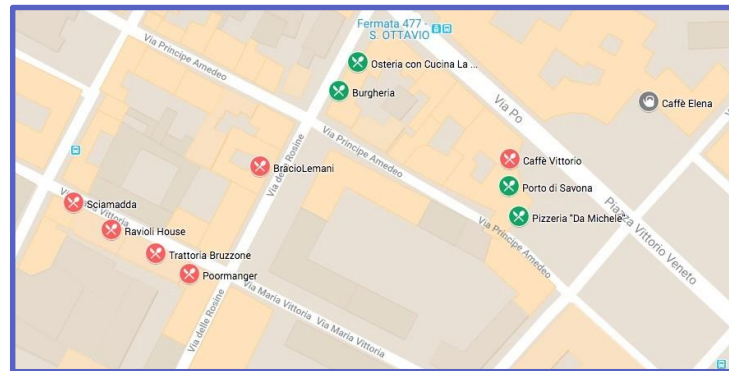 Fermata 477 -
S. OTTAVIO
Via Principe Amedeo
Osteria con Cucina La ...
Burgheria
Via Po
Caffè Elena
Via Principe Amedeo
Caffè Vittorio
BracioLemani
Via delle Rosine
Porto di Savona
Piazza Vittorio Veneto
Sciamadda
Pizzeria "Da Michele"
Via Principe Amedeo
Ravioli House
Trattoria Bruzzone
Poormanger
Via Maria Vittoria
Via Maria Vittoria
Via delle Rosine